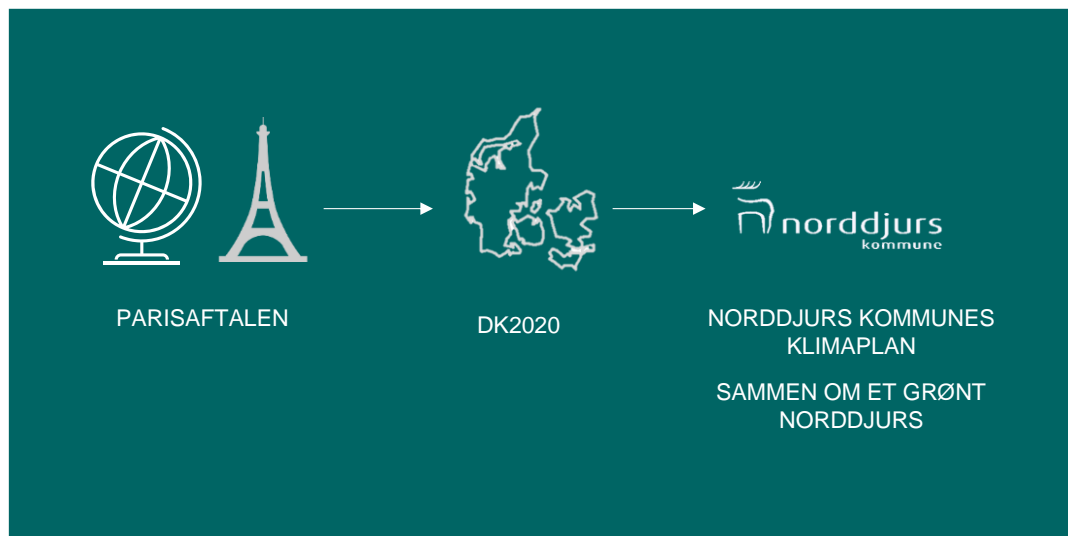 norddjurs
kommune
PARISAFTALEN
DK2020
NORDDJURS KOMMUNES
KLIMAPLAN
SAMMEN OM ET GRØNT
NORDDJURS